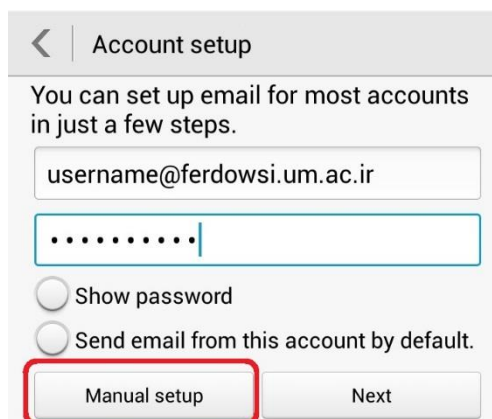 Account setup
You can set up email for most accounts
in just a few steps.
username@ferdowsi.um.ac.ir
••••••••••
Show password
Send email from this account by default.
Manual setup
Next